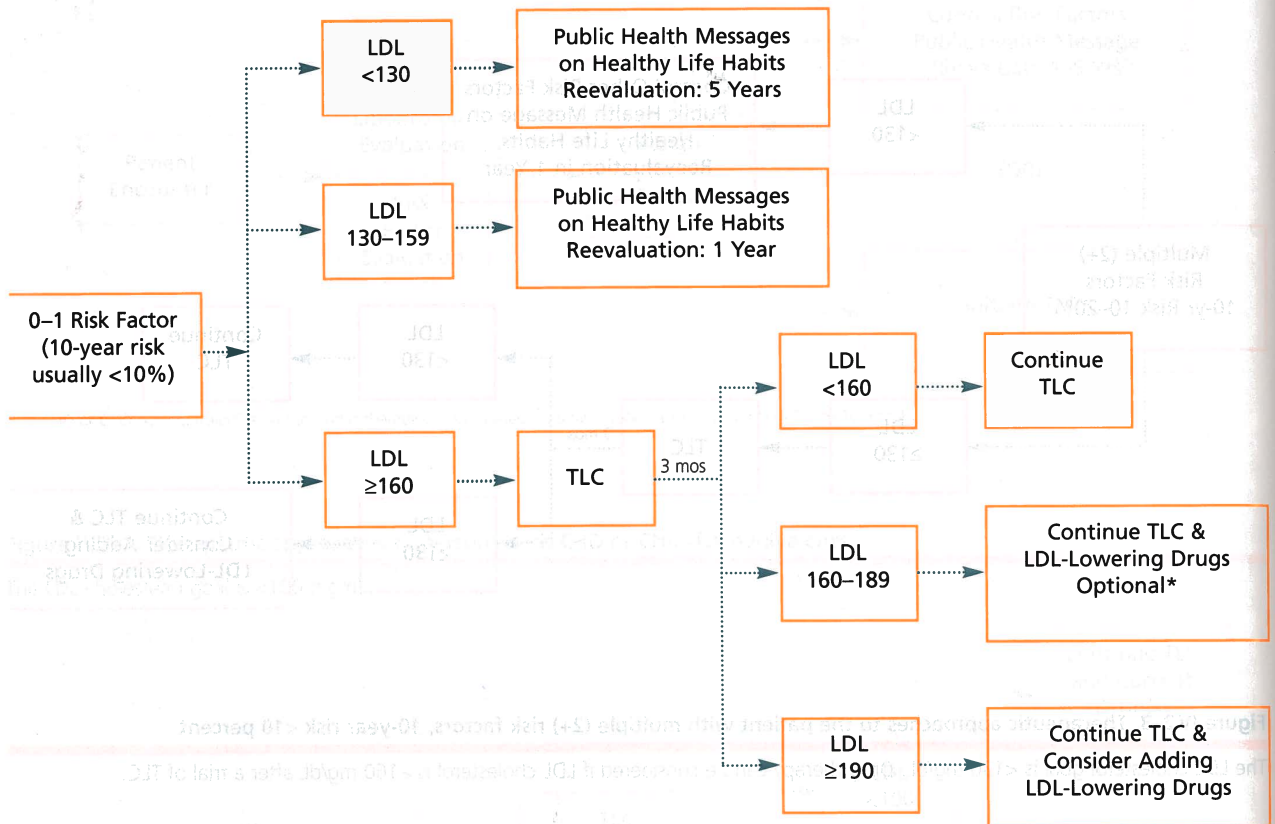 LDL
<130
Public Health Messages
on Healthy Life Habits
Reevaluation: 5 Years
LDL
130–159
Public Health Messages
on Healthy Life Habits
Reevaluation: 1 Year
0–1 Risk Factor
(10-year risk
usually <10%)
LDL
≥160
TLC
3 mos
LDL
<160
Continue
TLC
LDL
160–189
Continue TLC &
LDL-Lowering Drugs
Optional*
LDL
≥190
Continue TLC &
Consider Adding
LDL-Lowering Drugs